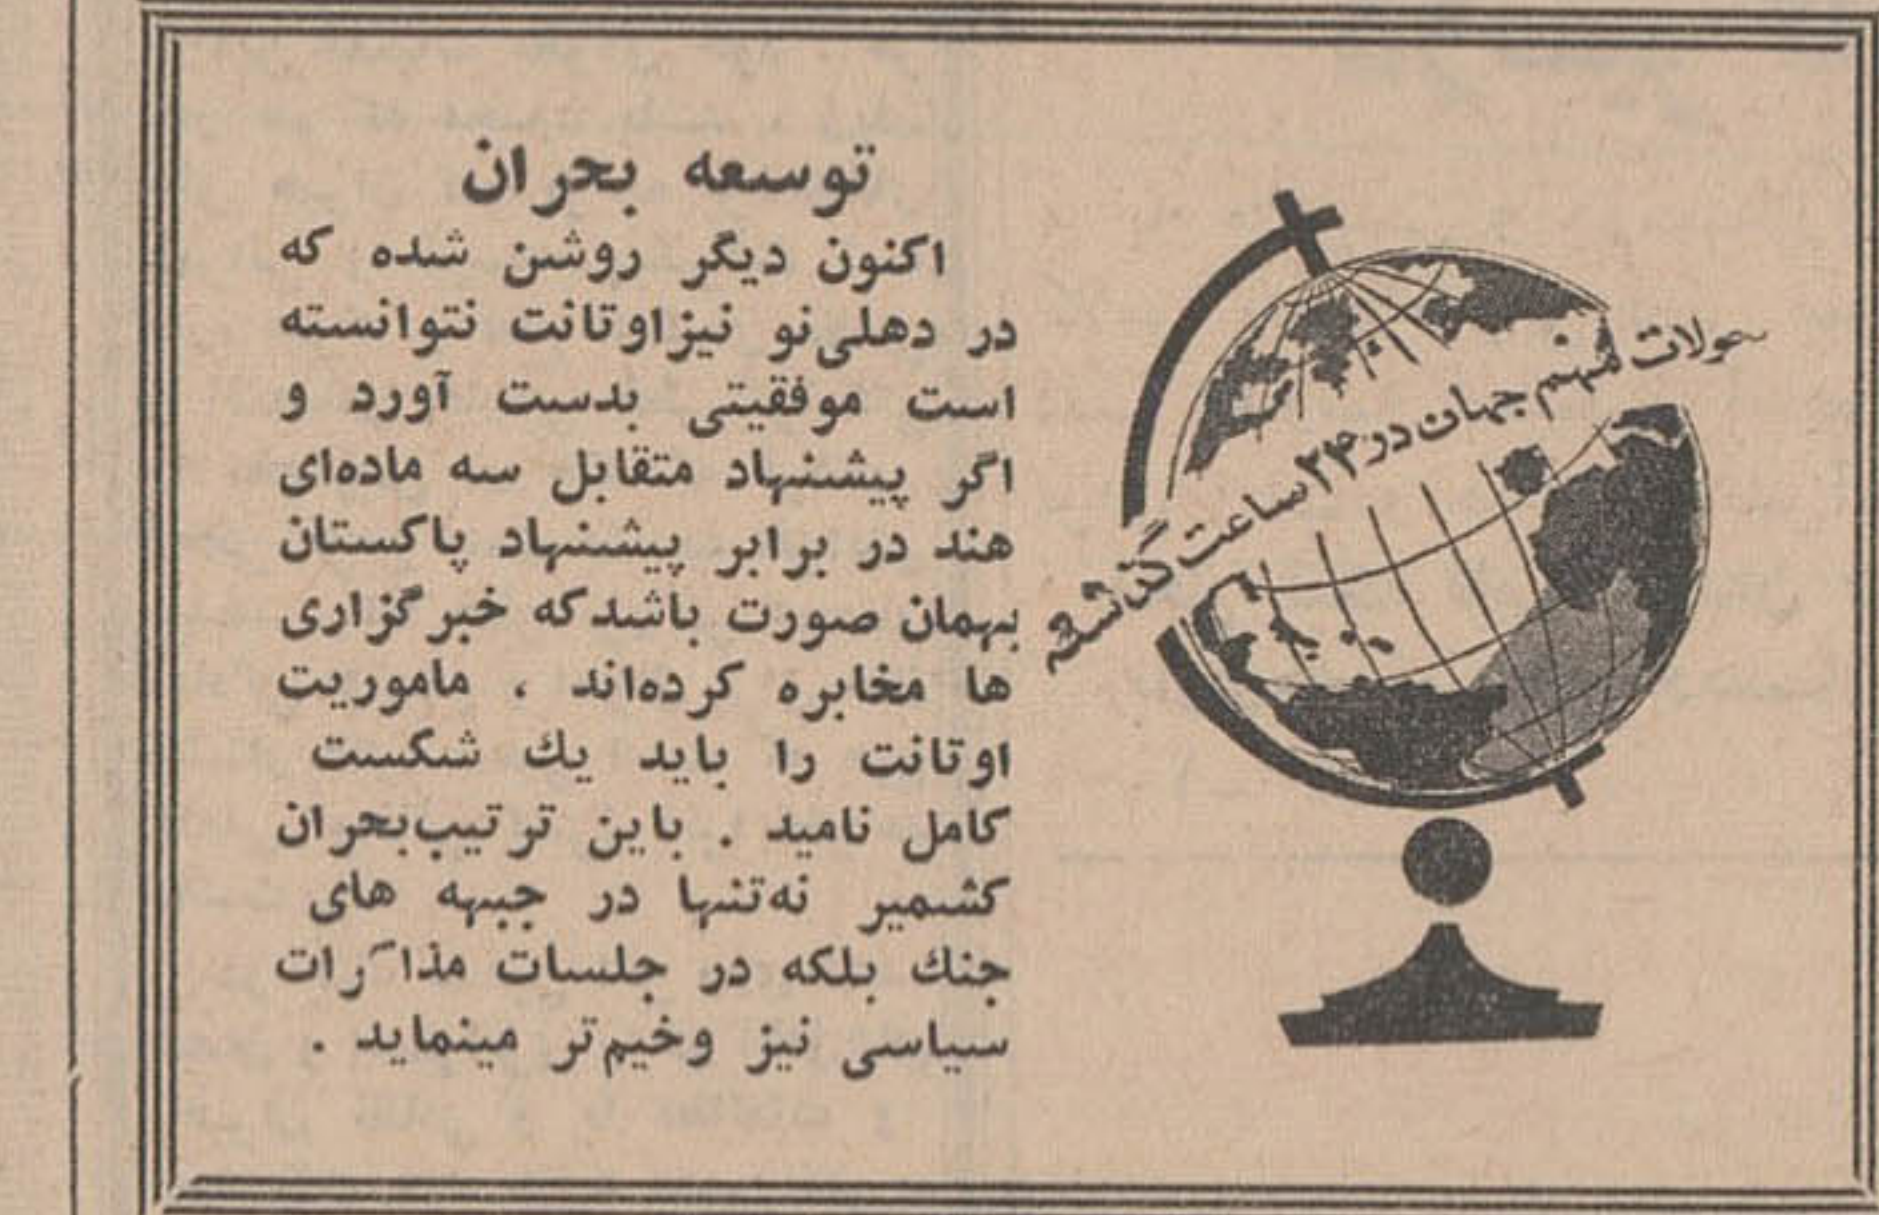 تحولات مهم جهان در ۲۴ ساعت گذشته
توسعه بحران
اکنون دیگر روشن شده که
در دهلی‌نو نیز اوتانت نتوانسته
است موفقیتی بدست آورد و
اگر پیشنهاد متقابل سه ماده‌ای
هند در برابر پیشنهاد پاکستان
بهمان صورت باشد که خبرگزاری
ها مخابره کرده‌اند ، ماموریت
اوتانت را باید یك شکست
کامل نامید . باین ترتیب بحران
کشمیر نه‌تنها در جبهه های
جنك بلکه در جلسات مذاکرات
سیاسی نیز وخیم‌تر مینماید .